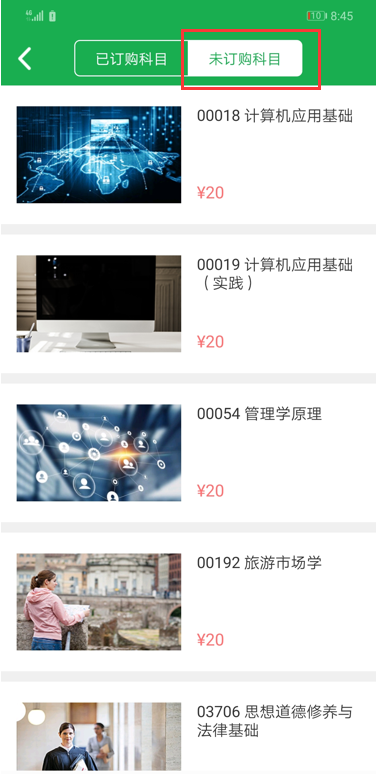 4G 10 8:45
已订购科目 未订购科目
00018 计算机应用基础
¥20
00019 计算机应用基础
（实践）
¥20
00054 管理学原理
¥20
00192 旅游市场学
¥20
03706 思想道德修养与
法律基础